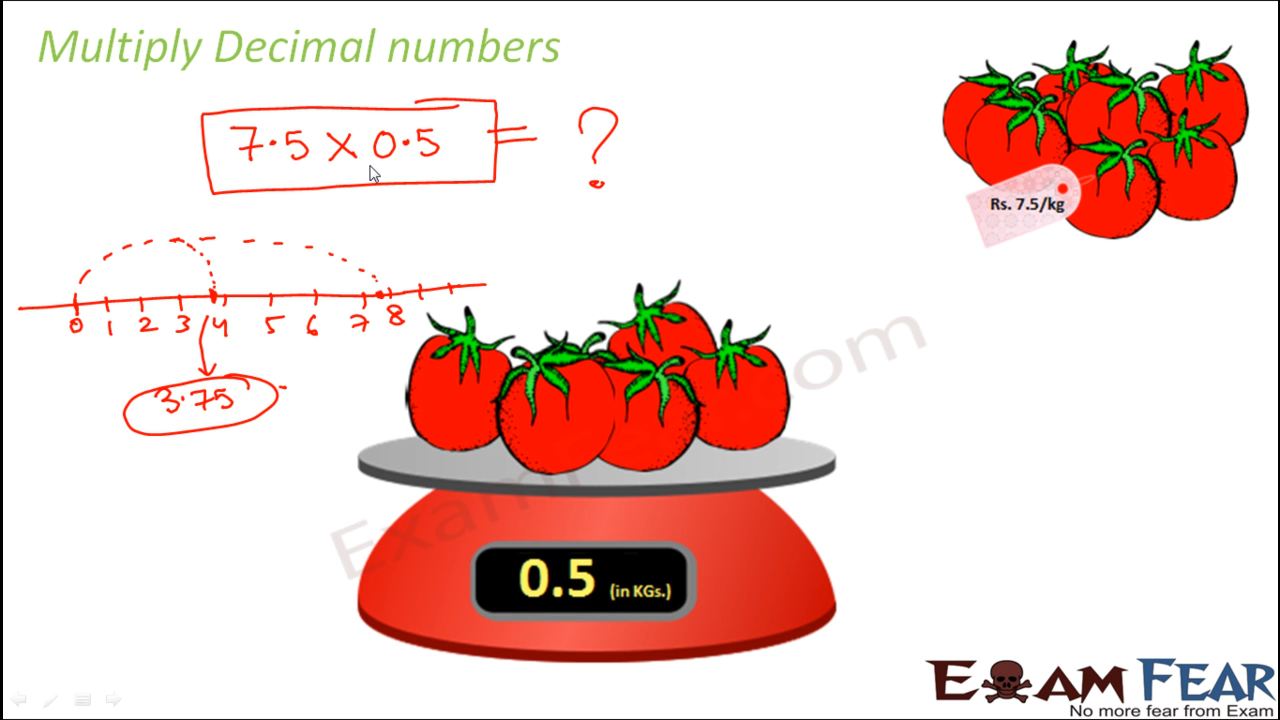 Multiply Decimal numbers
7.5 x 0.5 = ?
Rs. 7.5/kg
0 1 2 3 4 5 6 7 8
3.75
0.5 (in KGs.)
EXAM FEAR
No more fear from Exam